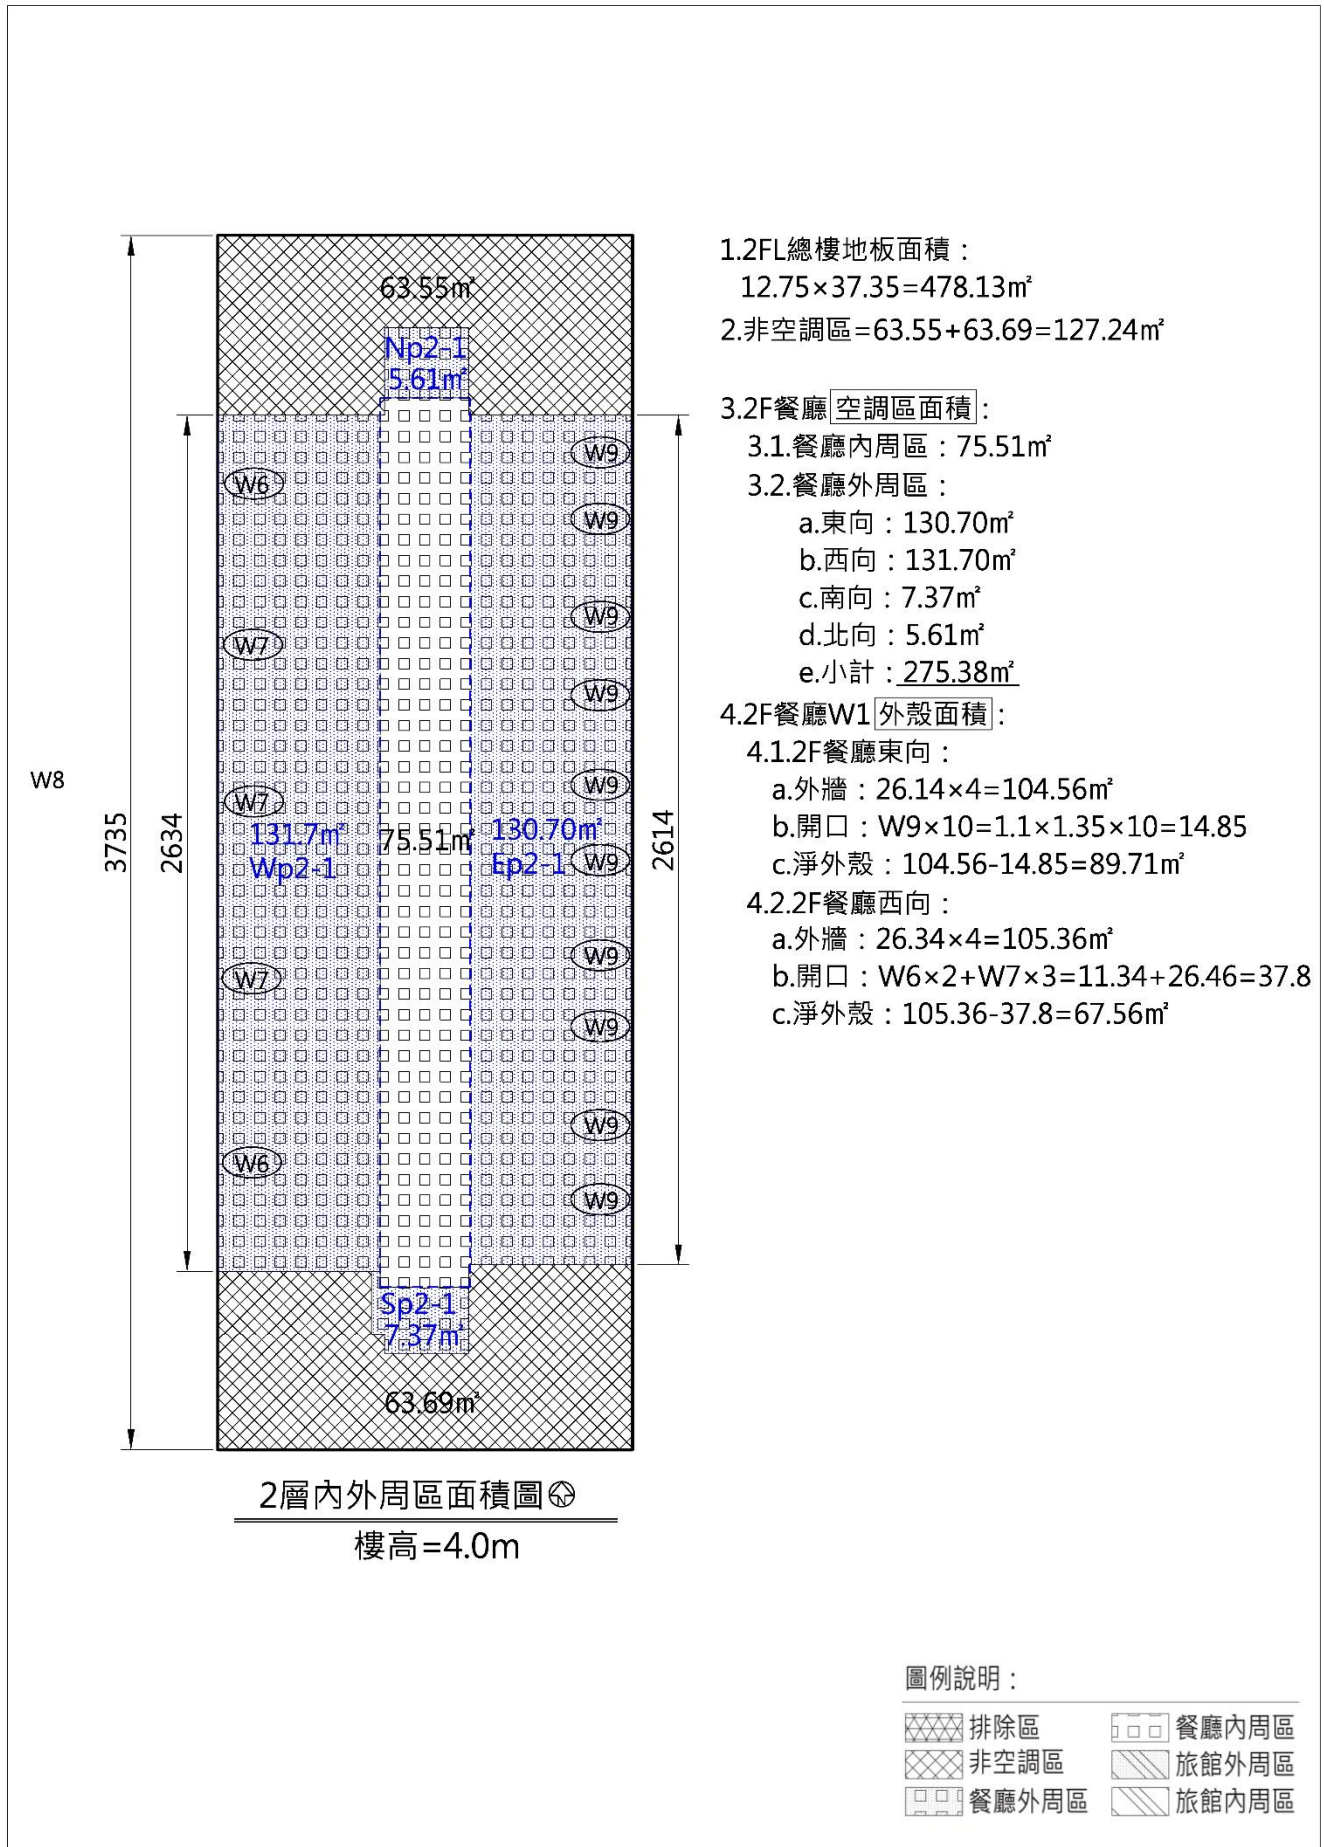 1.2FL總樓地板面積：
12.75×37.35=478.13㎡
2.非空調區=63.55+63.69=127.24㎡
3.2F餐廳空調區面積：
3.1.餐廳內周區：75.51㎡
3.2.餐廳外周區：
a.東向：130.70㎡
b.西向：131.70㎡
c.南向：7.37㎡
d.北向：5.61㎡
e.小計：275.38㎡
4.2F餐廳W1外殼面積：
4.1.2F餐廳東向：
a.外牆：26.14×4=104.56㎡
b.開口：W9×10=1.1×1.35×10=14.85
c.淨外殼：104.56-14.85=89.71㎡
4.2.2F餐廳西向：
a.外牆：26.34×4=105.36㎡
b.開口：W6×2+W7×3=11.34+26.46=37.8
c.淨外殼：105.36-37.8=67.56㎡
63.55㎡
Np2-1
5.61㎡
W6
W7
W7
W7
W6
W9
W9
W9
W9
W9
W9
W9
W9
W9
W9
W8
3735
2634
131.7㎡
Wp2-1
75.51㎡
130.70㎡
Ep2-1
2614
Sp2-1
7.37㎡
63.69㎡
2層內外周區面積圖
樓高=4.0m
圖例說明：
排除區
餐廳內周區
非空調區
旅館外周區
餐廳外周區
旅館內周區